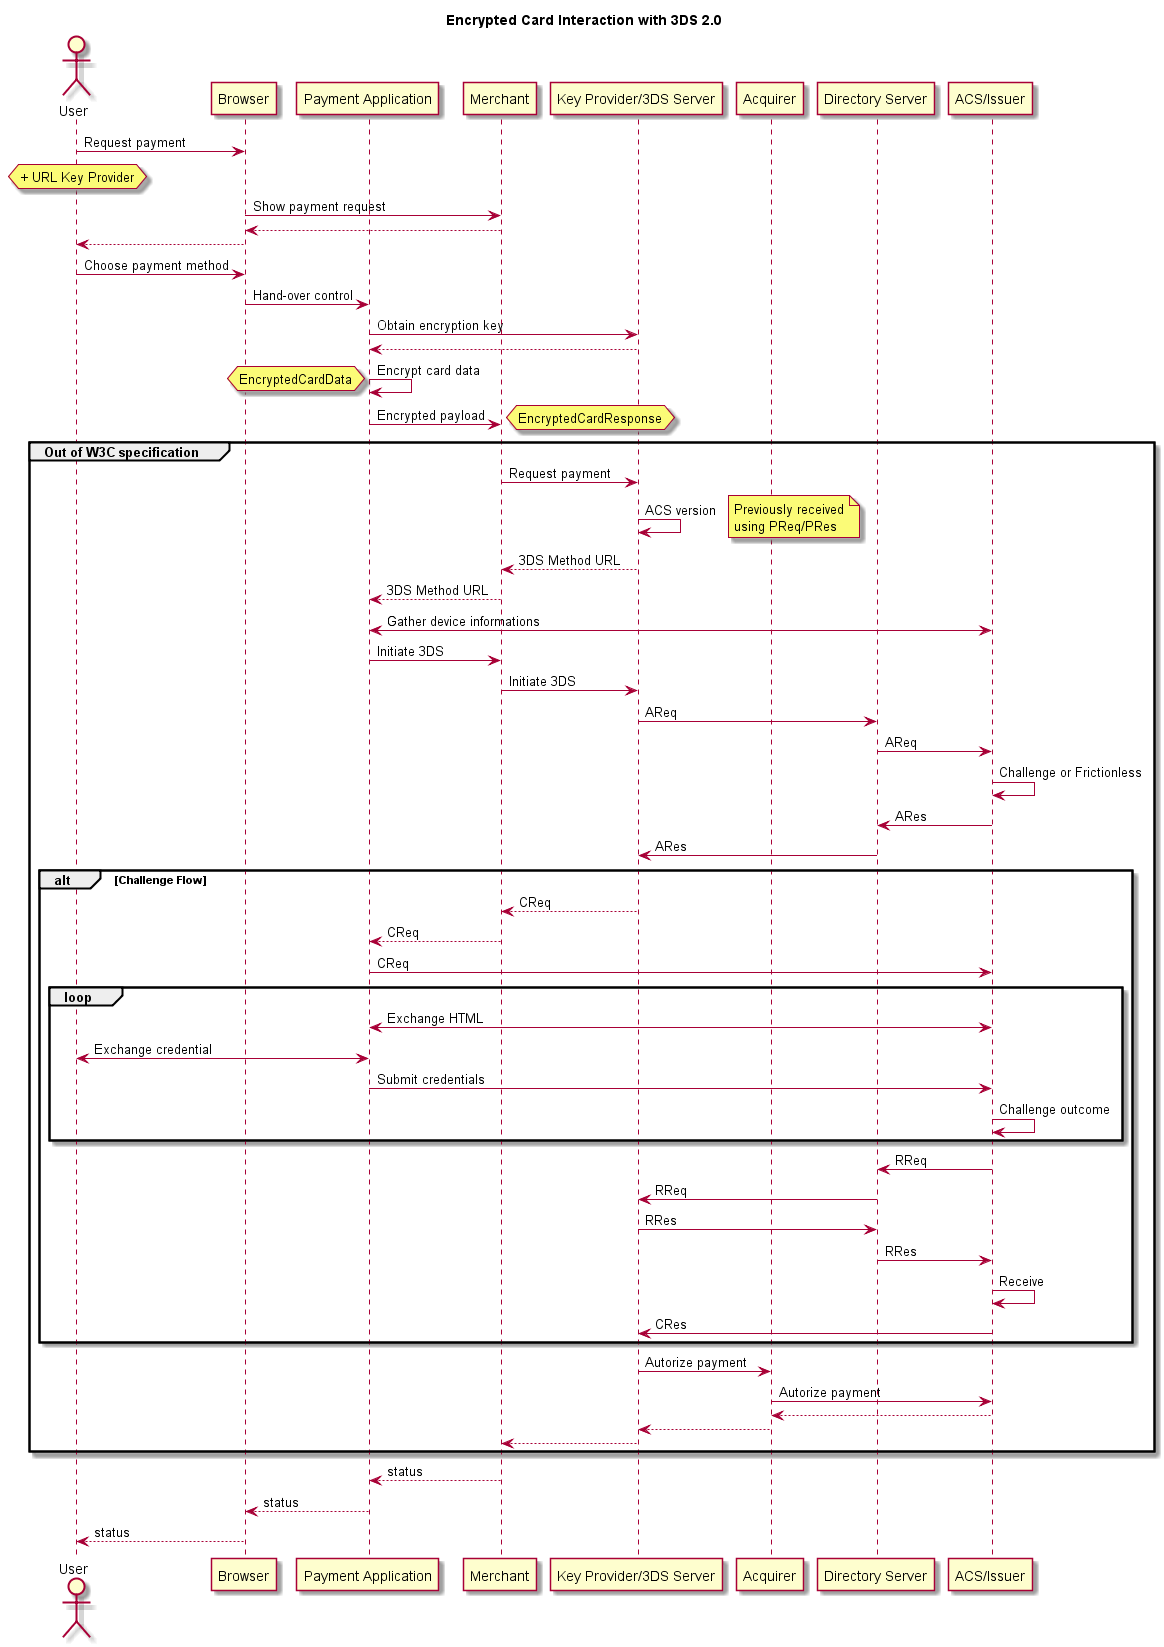 Encrypted Card Interaction with 3DS 2.0
User
Browser
Payment Application
Merchant
Key Provider/3DS Server
Acquirer
Directory Server
ACS/Issuer
Request payment
+ URL Key Provider
Show payment request
Choose payment method
Hand-over control
Obtain encryption key
Encrypt card data
EncryptedCardData
Encrypted payload
EncryptedCardResponse
Out of W3C specification
Request payment
ACS version
Previously received
using PReq/PRes
3DS Method URL
3DS Method URL
Gather device informations
Initiate 3DS
Initiate 3DS
AReq
AReq
Challenge or Frictionless
ARes
ARes
alt
[Challenge Flow]
CReq
CReq
CReq
loop
Exchange HTML
Exchange credential
Submit credentials
Challenge outcome
RReq
RReq
RRes
RRes
Receive
CRes
Autorize payment
Autorize payment
status
status
status
User
Browser
Payment Application
Merchant
Key Provider/3DS Server
Acquirer
Directory Server
ACS/Issuer